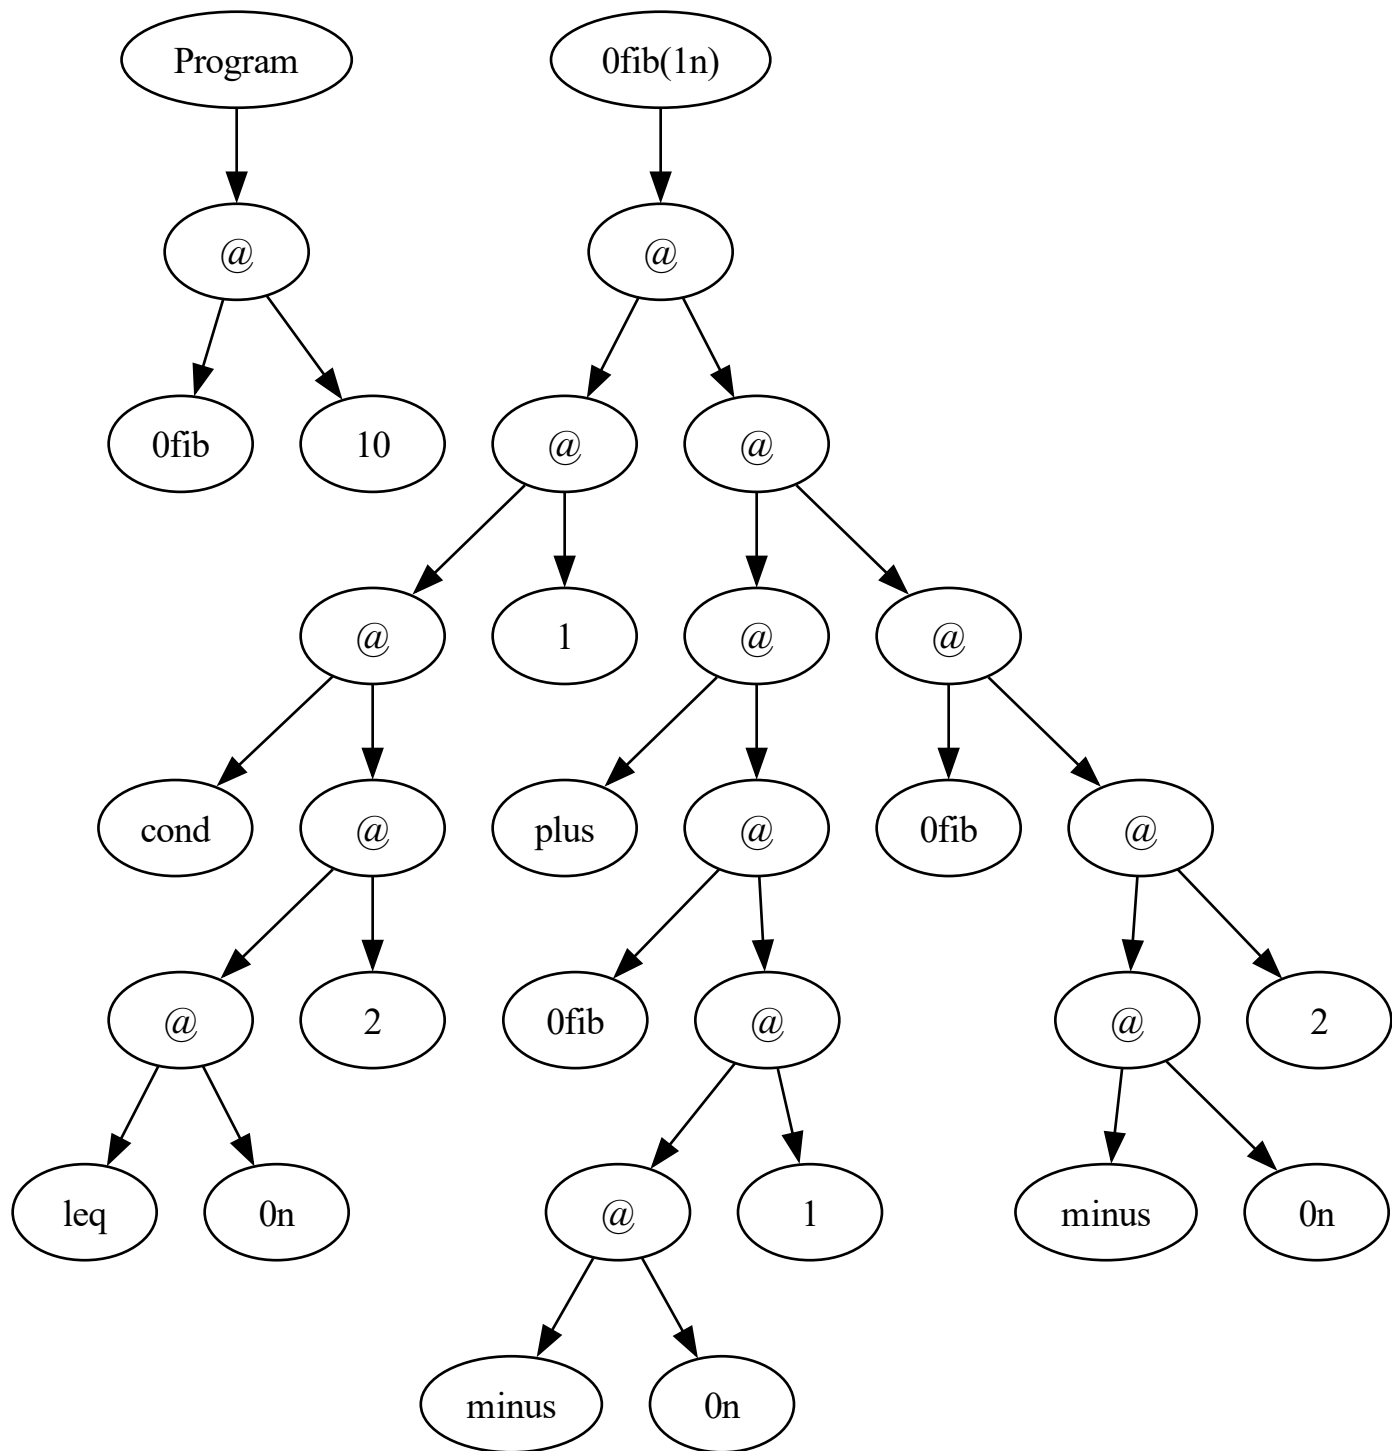 Program 0fib(1n)
@ @
0fib 10 @ @
@ 1 @ @
cond @ plus @ 0fib @
@ 2 0fib @ @ 2
leq 0n @ 1 minus 0n
minus 0n